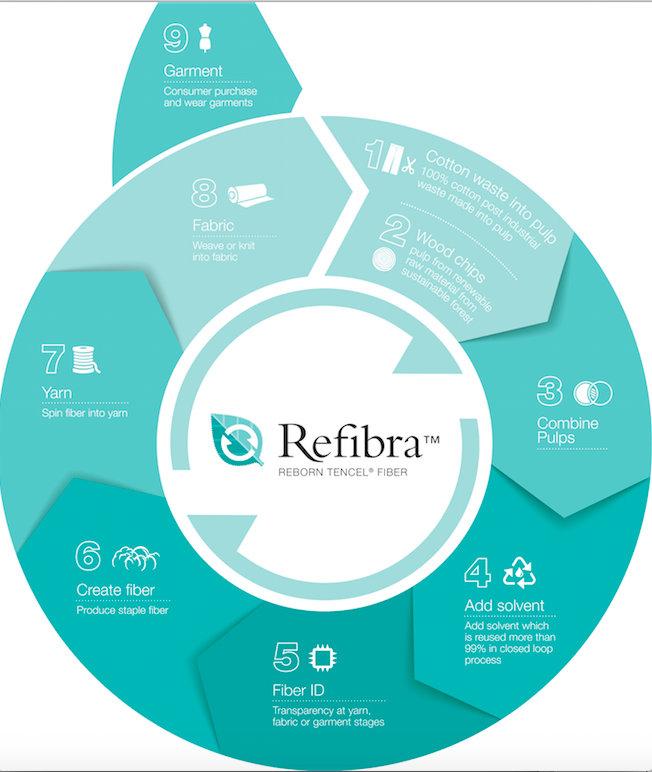 1
Cotton waste into pulp
100% cotton post industrial
waste made into pulp
2
Wood chips
pulp from renewable
raw material from
sustainable forest
3
Combine
Pulps
4
Add solvent
Add solvent which
is reused more than
99% in closed loop
process
5
Fiber ID
Transparency at yarn,
fabric or garment stages
6
Create fiber
Produce staple fiber
7
Yarn
Spin fiber into yarn
8
Fabric
Weave or knit
into fabric
9
Garment
Consumer purchase
and wear garments
Refibra™
REBORN TENCEL® FIBER